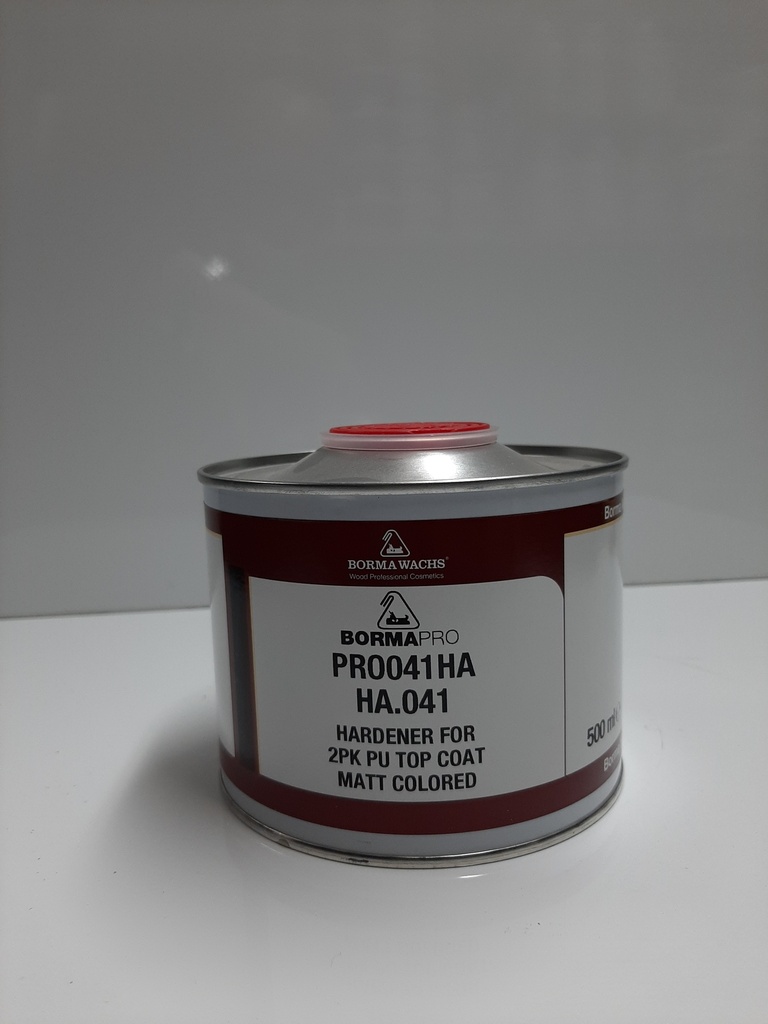 BORMA WACHS®
Wood Professional Cosmetics
BORMAPRO
PRO041HA
HA.041
HARDENER FOR
2PK PU TOP COAT
MATT COLORED
500 ml